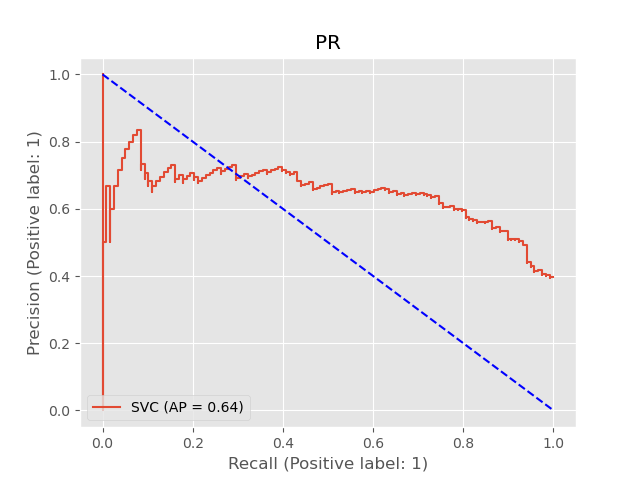 PR
Precision (Positive label: 1)
1.0
0.8
0.6
0.4
0.2
0.0
SVC (AP = 0.64)
0.0 0.2 0.4 0.6 0.8 1.0
Recall (Positive label: 1)